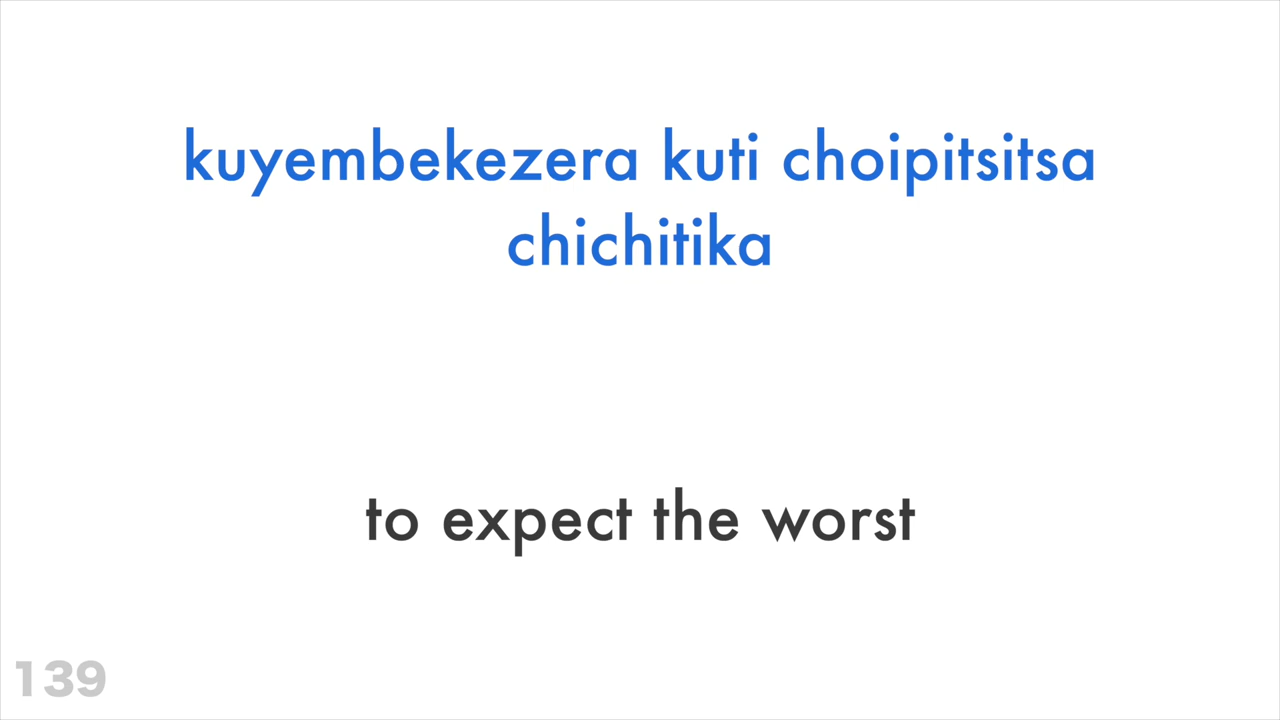 kuyembekezera kuti choipitsitsa
chichitika
to expect the worst
139